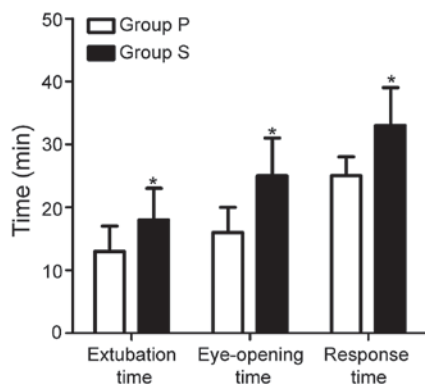 50
40
30
20
10
0
Time (min)
Group P
Group S
*
*
*
Extubation
time
Eye-opening
time
Response
time